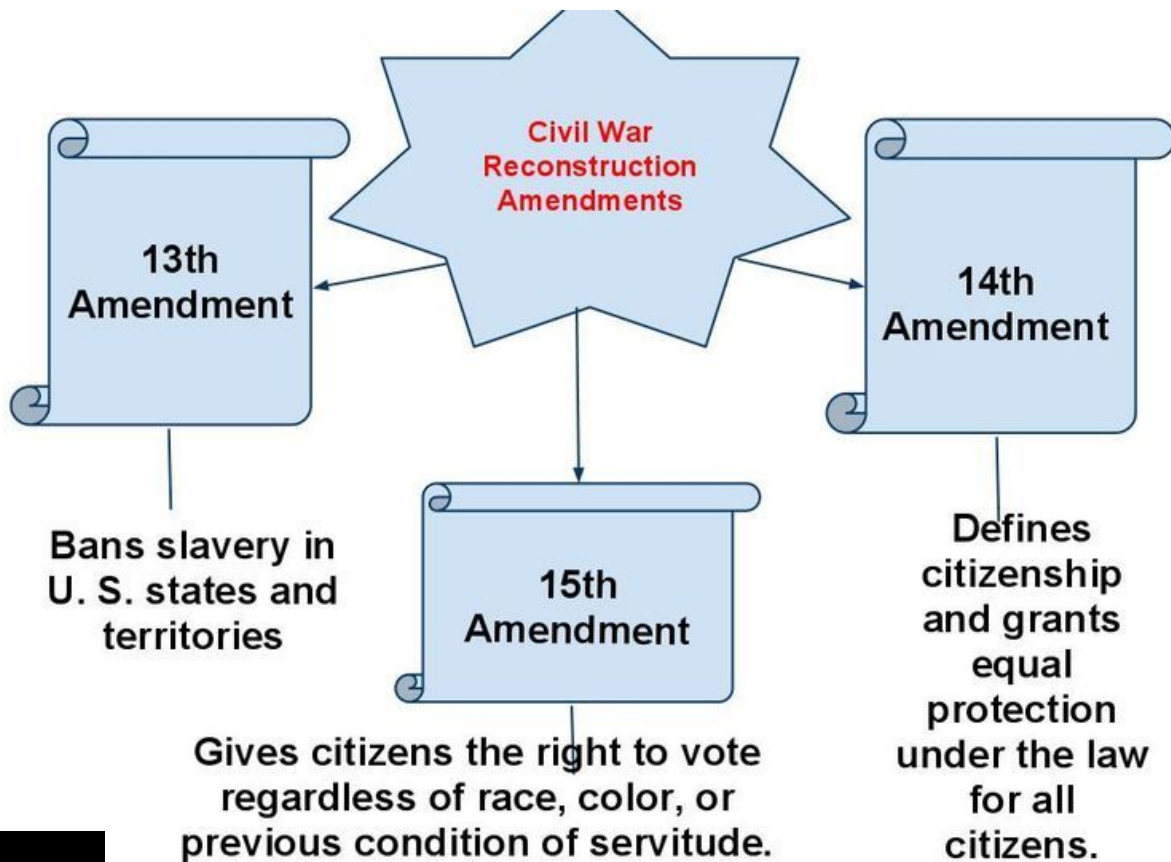 Civil War
Reconstruction
Amendments
13th
Amendment
14th
Amendment
15th
Amendment
Bans slavery in
U. S. states and
territories
Defines
citizenship
and grants
equal
protection
under the law
for all
citizens.
Gives citizens the right to vote
regardless of race, color, or
previous condition of servitude.